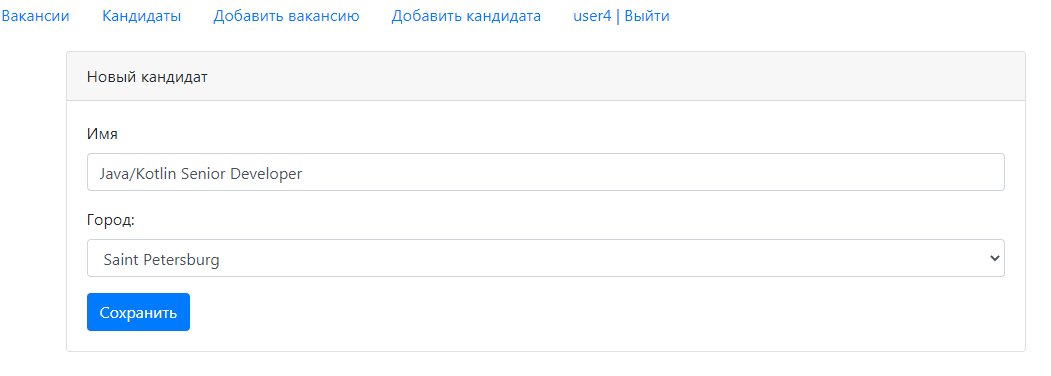 Вакансии Кандидаты Добавить вакансию Добавить кандидата user4 | Выйти
Новый кандидат
Имя
Java/Kotlin Senior Developer
Город:
Saint Petersburg
Сохранить